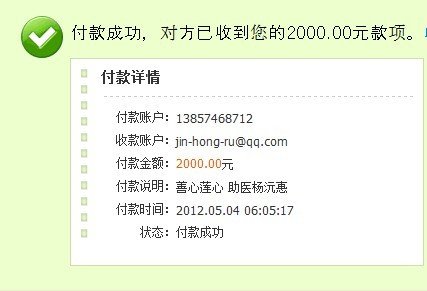 付款成功，对方已收到您的2000.00元款项。
付款详情
付款账户：13857468712
收款账户：jin-hong-ru@qq.com
付款金额：2000.00元
付款说明：善心莲心 助医杨沅惠
付款时间：2012.05.04 06:05:17
状态：付款成功